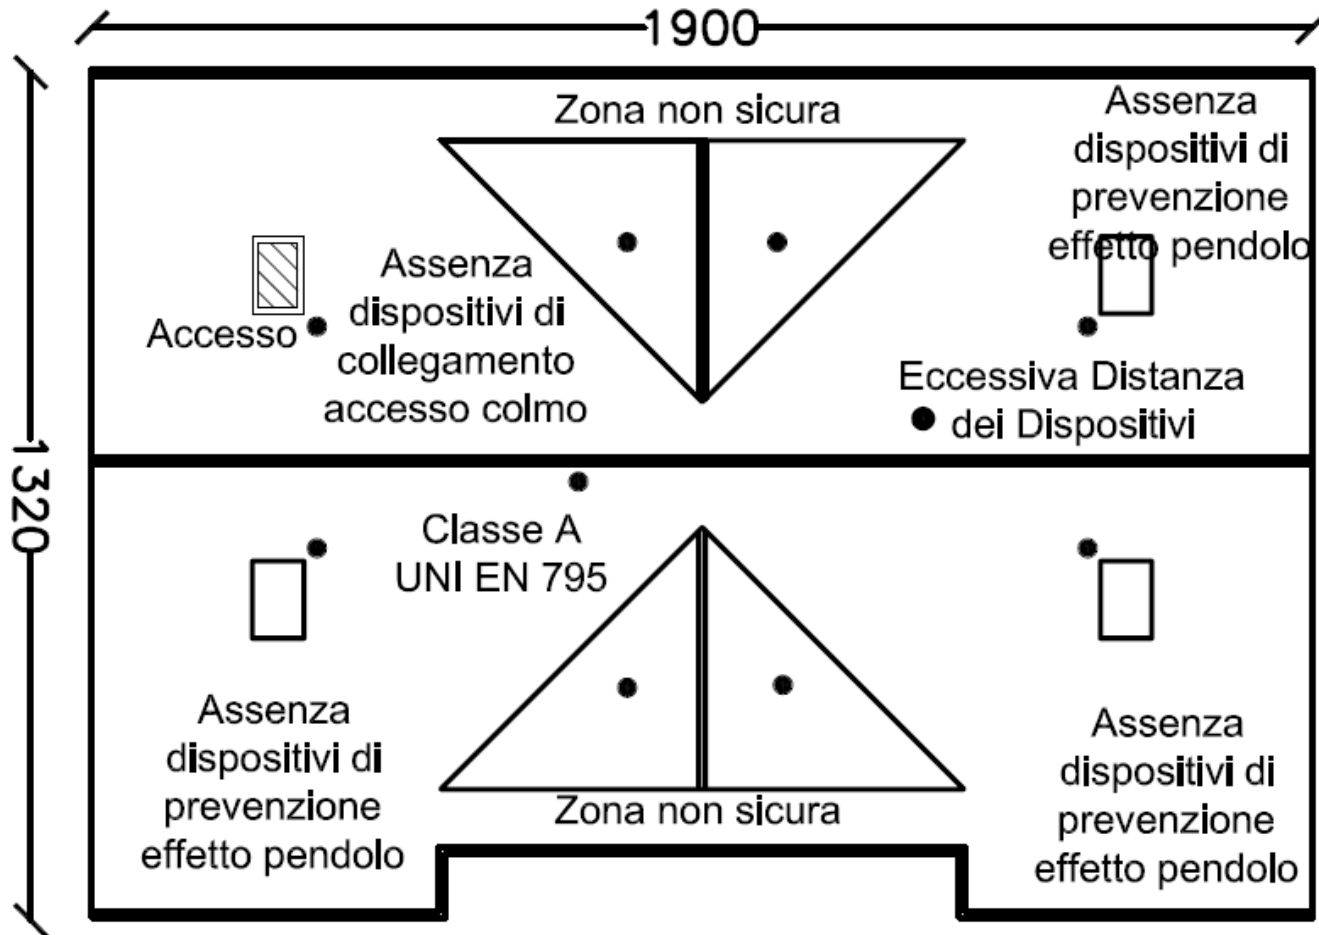 1900
Zona non sicura
Assenza
dispositivi di
prevenzione
effetto pendolo
Assenza
dispositivi di
collegamento
accesso colmo
Accesso
Eccessiva Distanza
dei Dispositivi
1320
Classe A
UNI EN 795
Assenza
dispositivi di
prevenzione
effetto pendolo
Zona non sicura
Assenza
dispositivi di
prevenzione
effetto pendolo